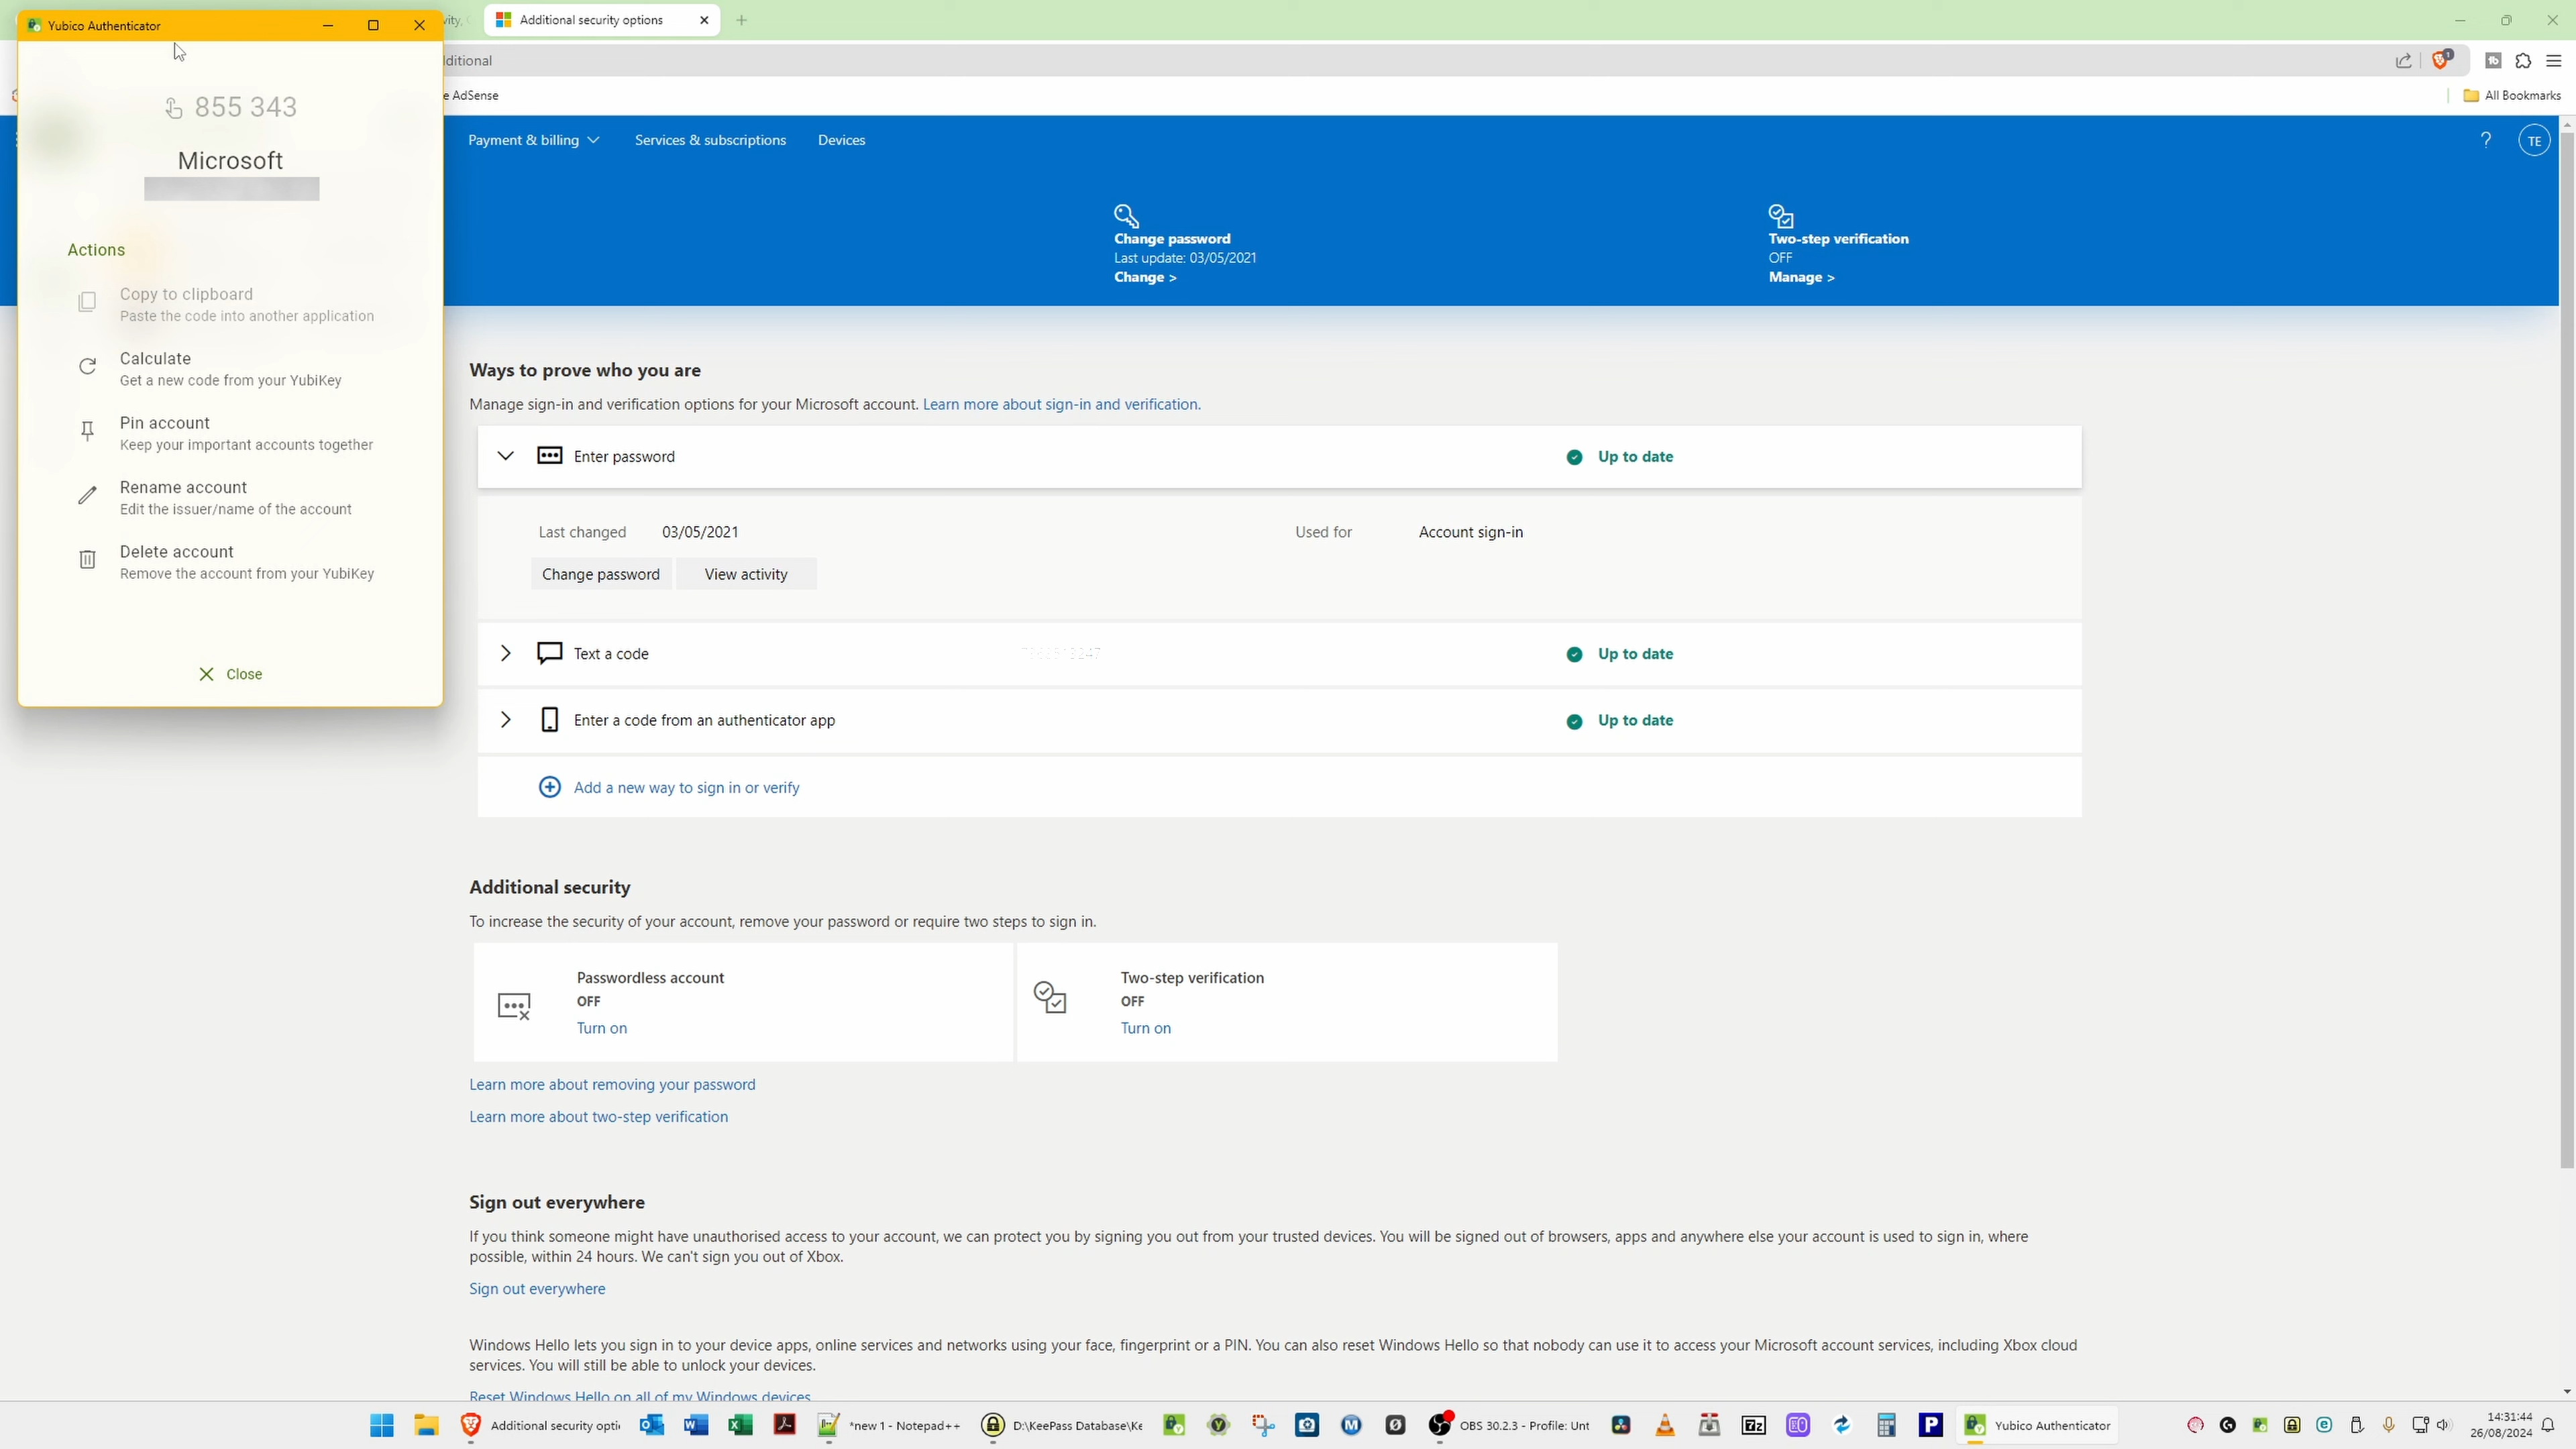 Yubico Authenticator
855 343
Microsoft
Actions
Copy to clipboard
Paste the code into another application
Calculate
Get a new code from your YubiKey
Pin account
Keep your important accounts together
Rename account
Edit the issuer/name of the account
Delete account
Remove the account from your YubiKey
Close
Additional security options
ditional
e AdSense
All Bookmarks
Payment & billing
Services & subscriptions
Devices
?
TE
Change password
Last update: 03/05/2021
Change >
Two-step verification
OFF
Manage >
Ways to prove who you are
Manage sign-in and verification options for your Microsoft account. Learn more about sign-in and verification.
Enter password
Up to date
Last changed 03/05/2021
Used for Account sign-in
Change password
View activity
Text a code
Up to date
Enter a code from an authenticator app
Up to date
Add a new way to sign in or verify
Additional security
To increase the security of your account, remove your password or require two steps to sign in.
Passwordless account
OFF
Turn on
Two-step verification
OFF
Turn on
Learn more about removing your password
Learn more about two-step verification
Sign out everywhere
If you think someone might have unauthorised access to your account, we can protect you by signing you out from your trusted devices. You will be signed out of browsers, apps and anywhere else your account is used to sign in, where
possible, within 24 hours. We can't sign you out of Xbox.
Sign out everywhere
Windows Hello lets you sign in to your device apps, online services and networks using your face, fingerprint or a PIN. You can also reset Windows Hello so that nobody can use it to access your Microsoft account services, including Xbox cloud
services. You will still be able to unlock your devices.
Reset Windows Hello on all of my Windows devices
Additional security opti
*new 1 - Notepad++
D:\KeePass Database\Ke
OBS 30.2.3 - Profile: Unt
Yubico Authenticator
14:31:44
26/08/2024